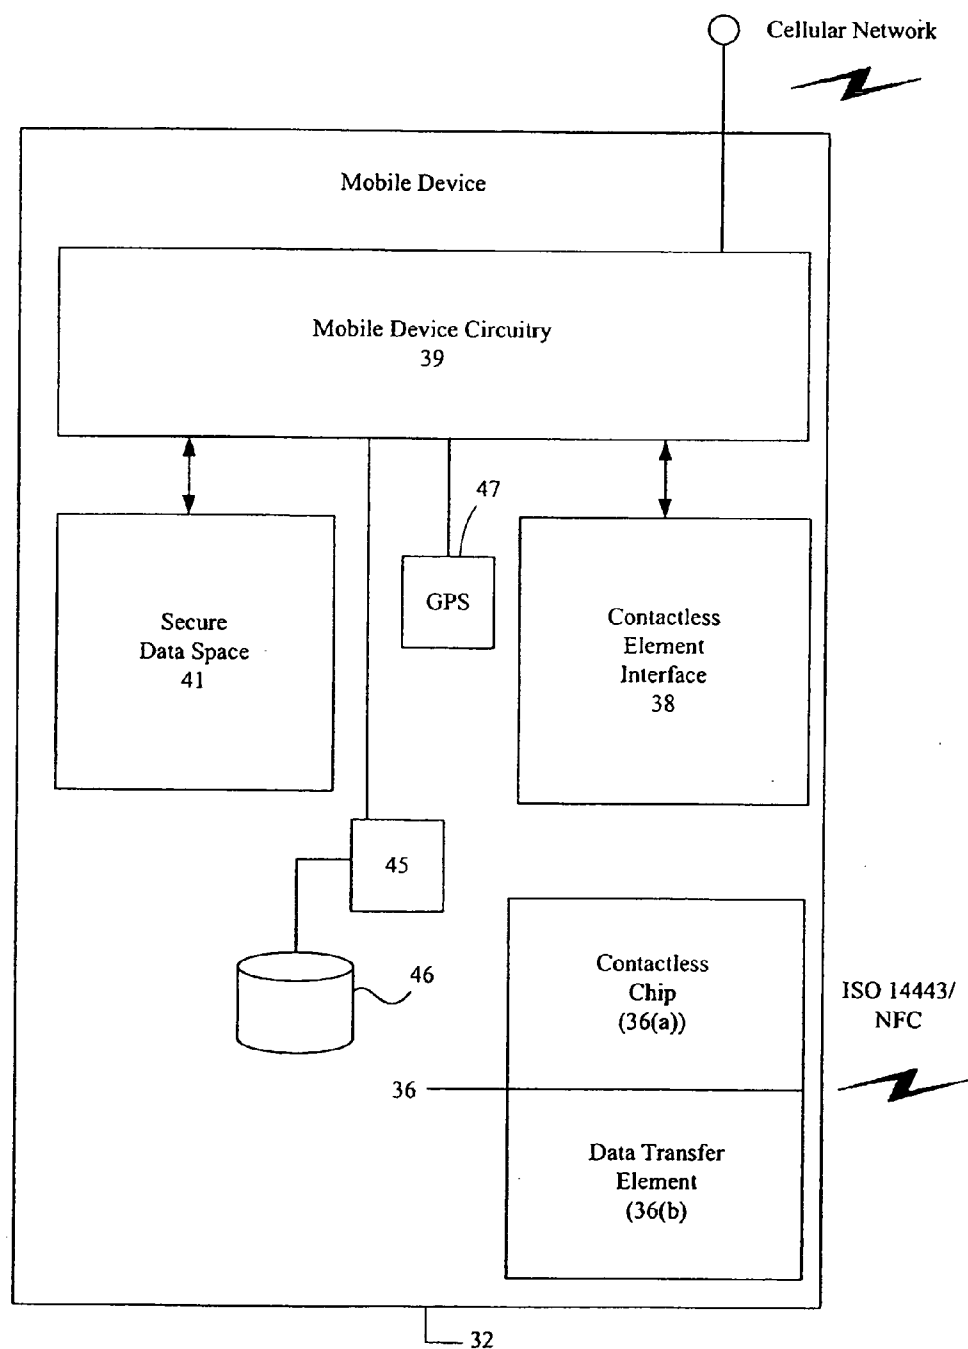 Cellular Network
Mobile Device
Mobile Device Circuitry
39
47
GPS
Secure
Data Space
41
Contactless
Element
Interface
38
45
46
Contactless
Chip
(36(a))
ISO 14443/
NFC
36
Data Transfer
Element
(36(b)
32